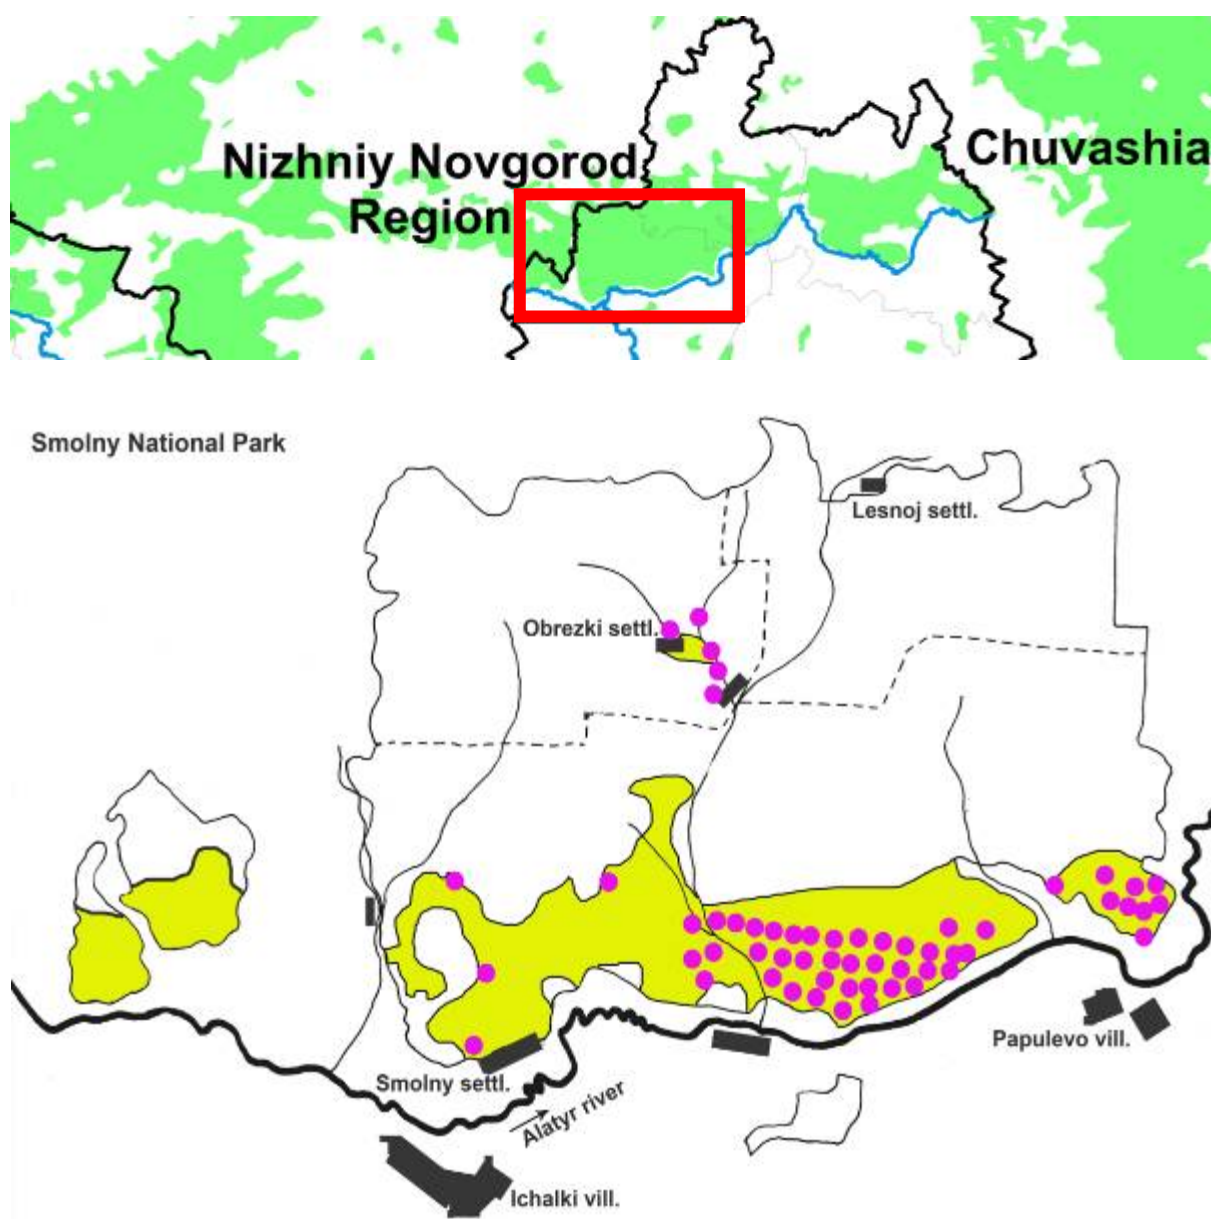 Nizhniy Novgorod
Region
Chuvashia
Smolny National Park
Lesnoj settl.
Obrezki settl.
Papulevo vill.
Smolny settl.
Alatyr river
Ichalki vill.